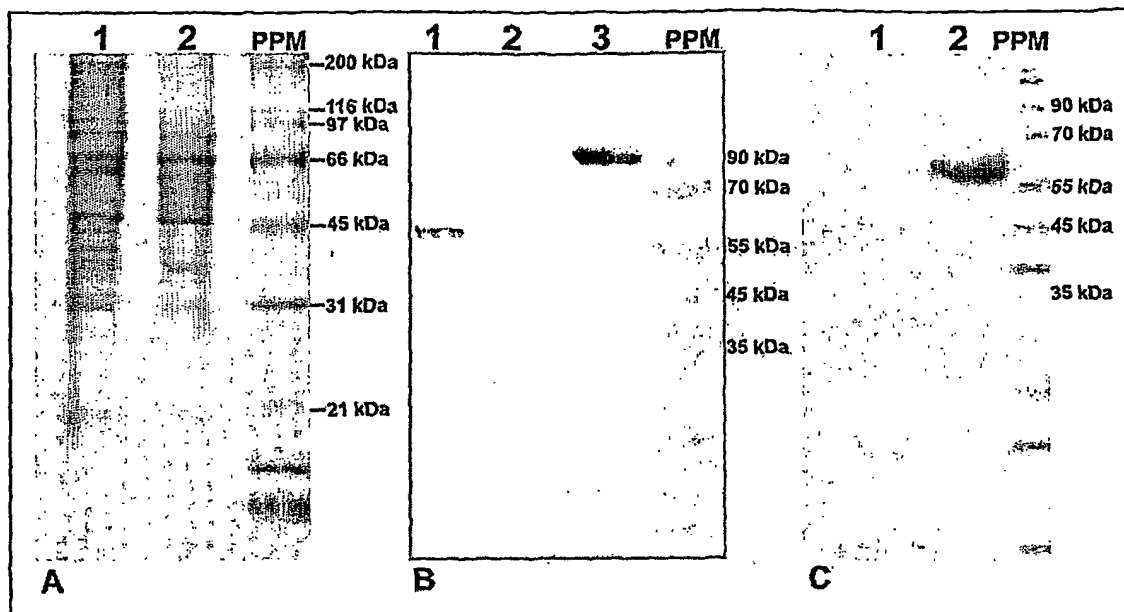 1 2 PPM
200 kDa
116 kDa
97 kDa
66 kDa
45 kDa
31 kDa
21 kDa
A
1 2 3 PPM
90 kDa
70 kDa
55 kDa
45 kDa
35 kDa
B
1 2 PPM
90 kDa
70 kDa
55 kDa
45 kDa
35 kDa
C